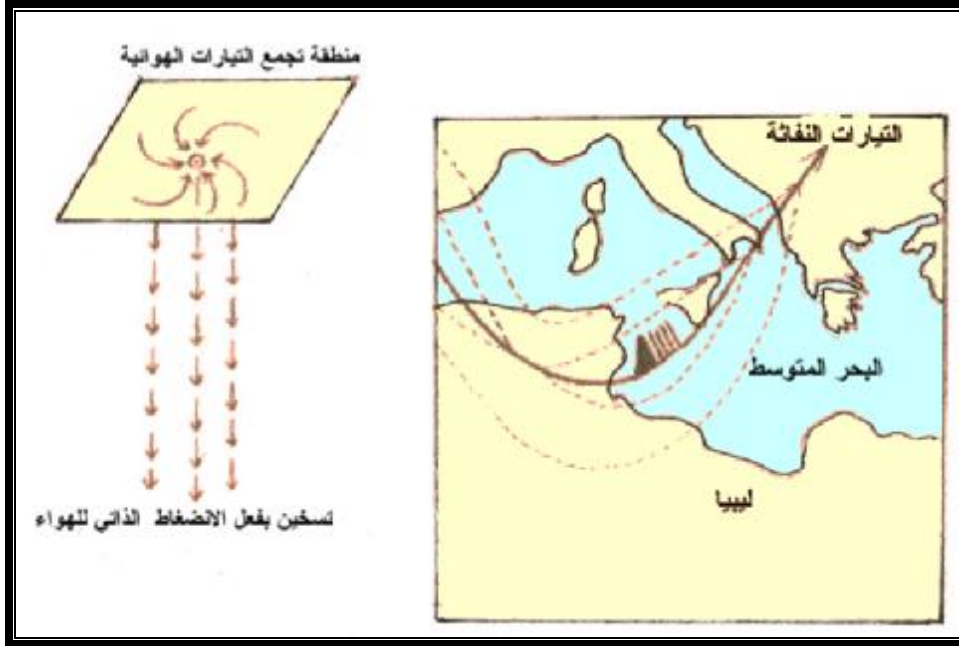 منطقة تجمع التيارات الهوائية
تسخين بفعل الانضغاط الذاتي للهواء
التيارات النفاثة
البحر المتوسط
ليبيا